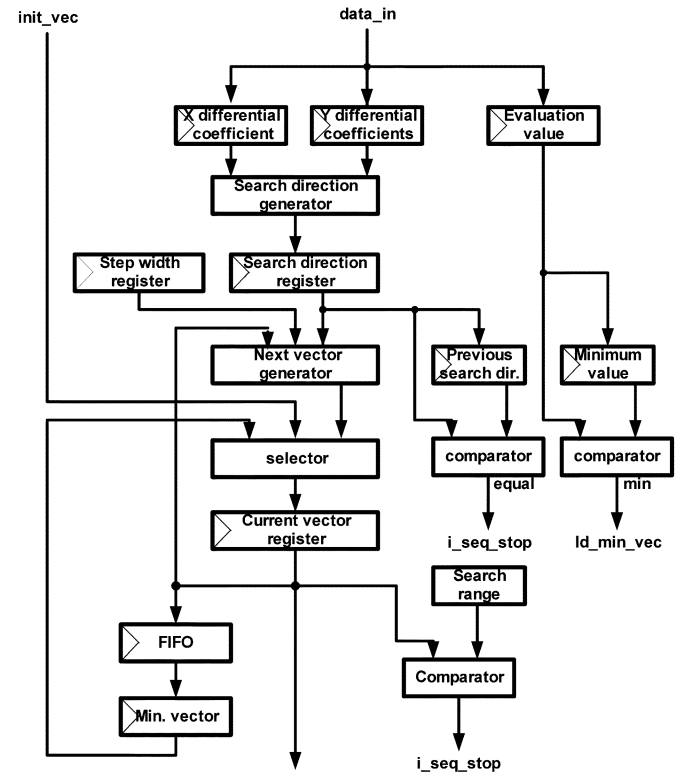 init_vec
data_in
X differential
coefficient
Y differential
coefficients
Evaluation
value
Search direction
generator
Step width
register
Search direction
register
Next vector
generator
Previous
search dir.
Minimum
value
selector
comparator
equal
comparator
min
Current vector
register
i_seq_stop
ld_min_vec
Search
range
FIFO
Comparator
Min. vector
i_seq_stop